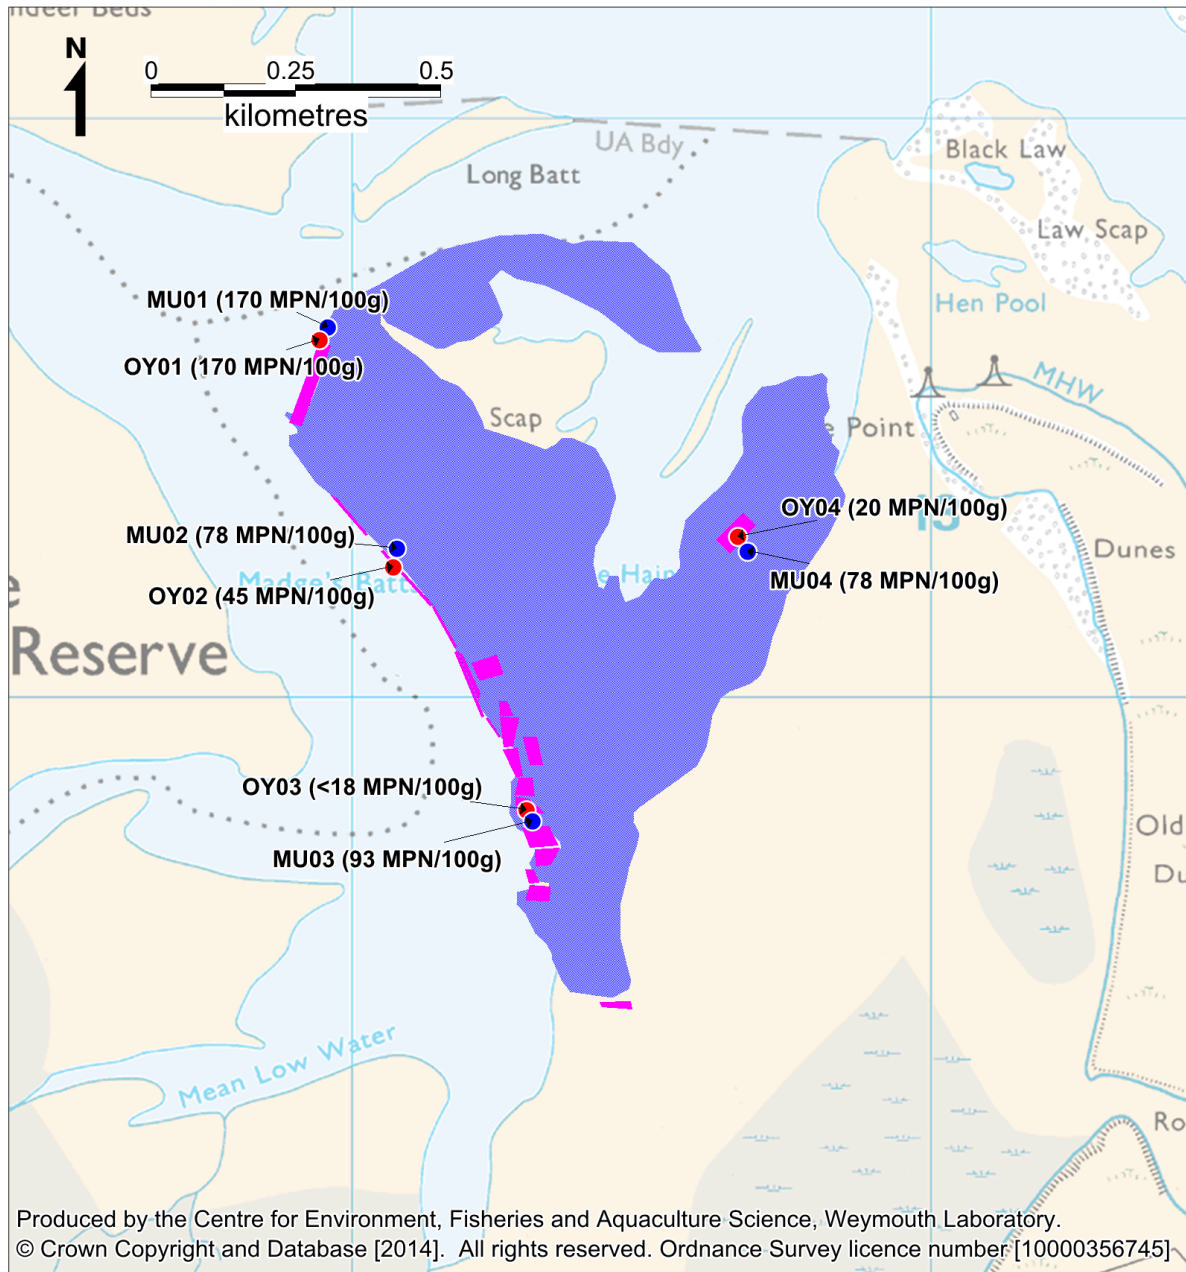 N
0 0.25 0.5
kilometres
UA Bdy
Long Batt
Black Law
Law Scap
Hen Pool
MHW
MU01 (170 MPN/100g)
OY01 (170 MPN/100g)
Scap
Point
OY04 (20 MPN/100g)
MU02 (78 MPN/100g)
Dunes
Madge's Batts
MU04 (78 MPN/100g)
OY02 (45 MPN/100g)
Reserve
OY03 (<18 MPN/100g)
MU03 (93 MPN/100g)
Old
Mean Low Water
Produced by the Centre for Environment, Fisheries and Aquaculture Science, Weymouth Laboratory.
© Crown Copyright and Database [2014]. All rights reserved. Ordnance Survey licence number [10000356745]